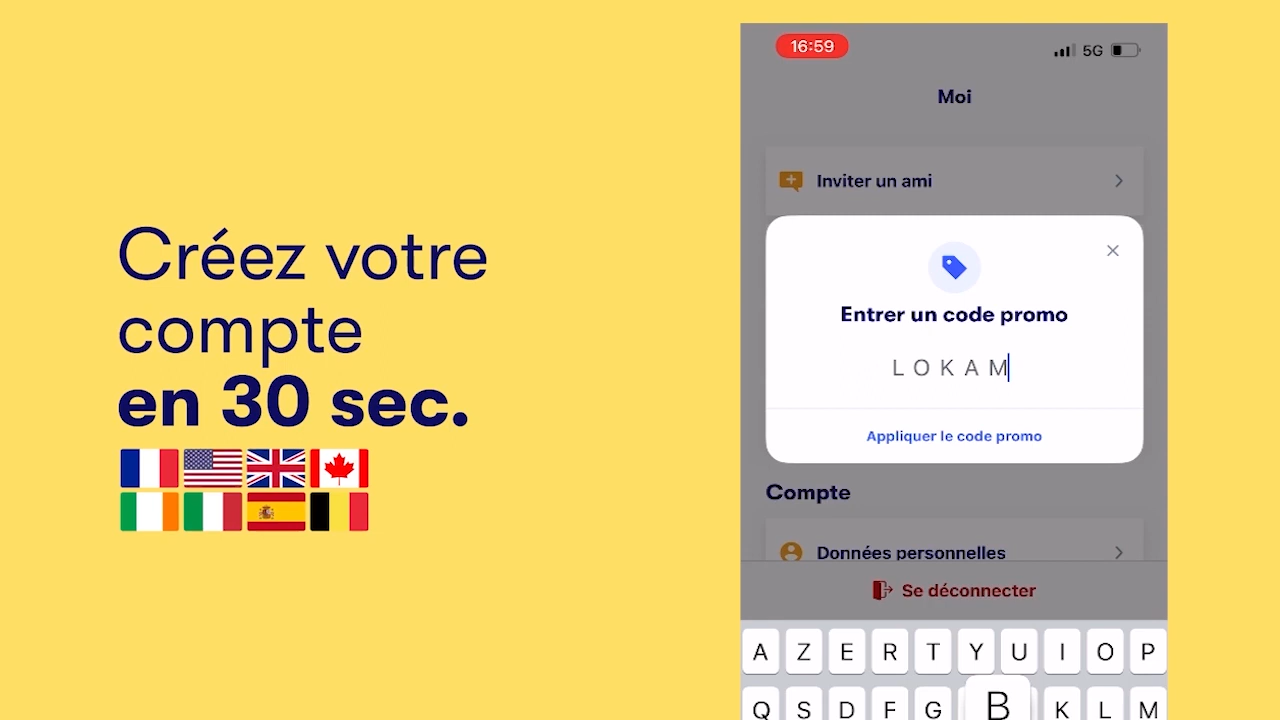 Créez votre
compte
en 30 sec.
16:59
5G
Moi
Inviter un ami
Entrer un code promo
LOKAM
Appliquer le code promo
Compte
Données personnelles
Se déconnecter
A Z E R T Y U I O P
Q S D F G B K L M